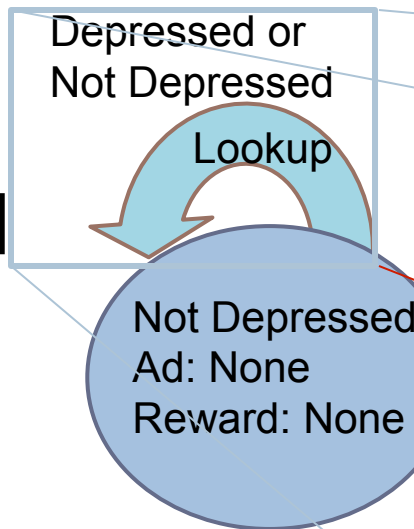 Depressed or
Not Depressed
Lookup
Not Depressed
Ad: None
Reward: None